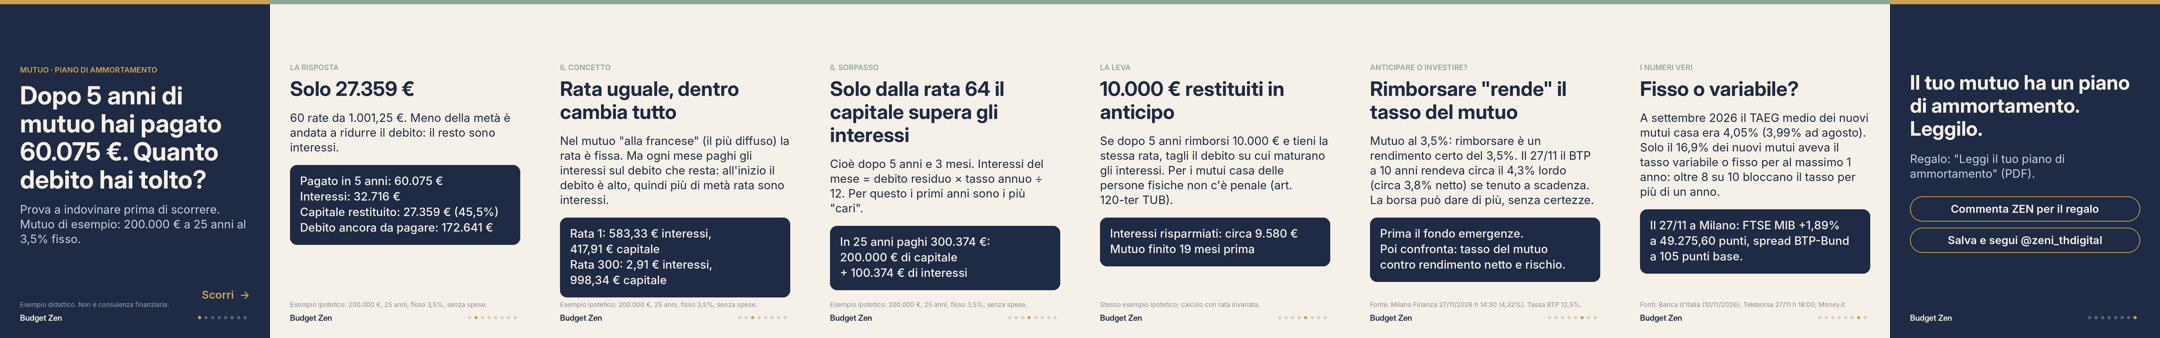 MUTUO · PIANO DI AMMORTAMENTO
Dopo 5 anni di
mutuo hai pagato
60.075 €. Quanto
debito hai tolto?
Prova a indovinare prima di scorrere.
Mutuo di esempio: 200.000 € a 25 anni al
3,5% fisso.
Scorri →
Esempio didattico. Non è consulenza finanziaria.
Budget Zen
LA RISPOSTA
Solo 27.359 €
60 rate da 1.001,25 €. Meno della metà è
andata a ridurre il debito: il resto sono
interessi.
Pagato in 5 anni: 60.075 €
Interessi: 32.716 €
Capitale restituito: 27.359 € (45,5%)
Debito ancora da pagare: 172.641 €
Esempio ipotetico: 200.000 €, 25 anni, fisso 3,5%, senza spese.
Budget Zen
IL CONCETTO
Rata uguale, dentro
cambia tutto
Nel mutuo "alla francese" (il più diffuso) la
rata è fissa. Ma ogni mese paghi gli
interessi sul debito che resta: all'inizio il
debito è alto, quindi più di metà rata sono
interessi.
Rata 1: 583,33 € interessi,
417,91 € capitale
Rata 300: 2,91 € interessi,
998,34 € capitale
Esempio ipotetico: 200.000 €, 25 anni, fisso 3,5%, senza spese.
Budget Zen
IL SORPASSO
Solo dalla rata 64 il
capitale supera gli
interessi
Cioè dopo 5 anni e 3 mesi. Interessi del
mese = debito residuo × tasso annuo ÷
12. Per questo i primi anni sono i più
"cari".
In 25 anni paghi 300.374 €:
200.000 € di capitale
+ 100.374 € di interessi
Esempio ipotetico: 200.000 €, 25 anni, fisso 3,5%, senza spese.
Budget Zen
LA LEVA
10.000 € restituiti in
anticipo
Se dopo 5 anni rimborsi 10.000 € e tieni la
stessa rata, tagli il debito su cui maturano
gli interessi. Per i mutui casa delle
persone fisiche non c'è penale (art.
120-ter TUB).
Interessi risparmiati: circa 9.580 €
Mutuo finito 19 mesi prima
Stesso esempio ipotetico; calcolo con rata invariata.
Budget Zen
ANTICIPARE O INVESTIRE?
Rimborsare "rende" il
tasso del mutuo
Mutuo al 3,5%: rimborsare è un
rendimento certo del 3,5%. Il 27/11 il BTP
a 10 anni rendeva circa il 4,3% lordo
(circa 3,8% netto) se tenuto a scadenza.
La borsa può dare di più, senza certezze.
Prima il fondo emergenze.
Poi confronta: tasso del mutuo
contro rendimento netto e rischio.
Fonte: Milano Finanza 27/11/2026 h 14:30 (4,32%). Tassa BTP 12,5%.
Budget Zen
I NUMERI VERI
Fisso o variabile?
A settembre 2026 il TAEG medio dei nuovi
mutui casa era 4,05% (3,99% ad agosto).
Solo il 16,9% dei nuovi mutui aveva il
tasso variabile o fisso per al massimo 1
anno: oltre 8 su 10 bloccano il tasso per
più di un anno.
Il 27/11 a Milano: FTSE MIB +1,89%
a 49.275,60 punti, spread BTP-Bund
a 105 punti base.
Fonti: Banca d'Italia (10/11/2026); Teleborsa 27/11 h 18:00; Money.it
Budget Zen
Il tuo mutuo ha un piano
di ammortamento.
Leggilo.
Regalo: "Leggi il tuo piano di
ammortamento" (PDF).
Commenta ZEN per il regalo
Salva e segui @zeni_thdigital
Budget Zen